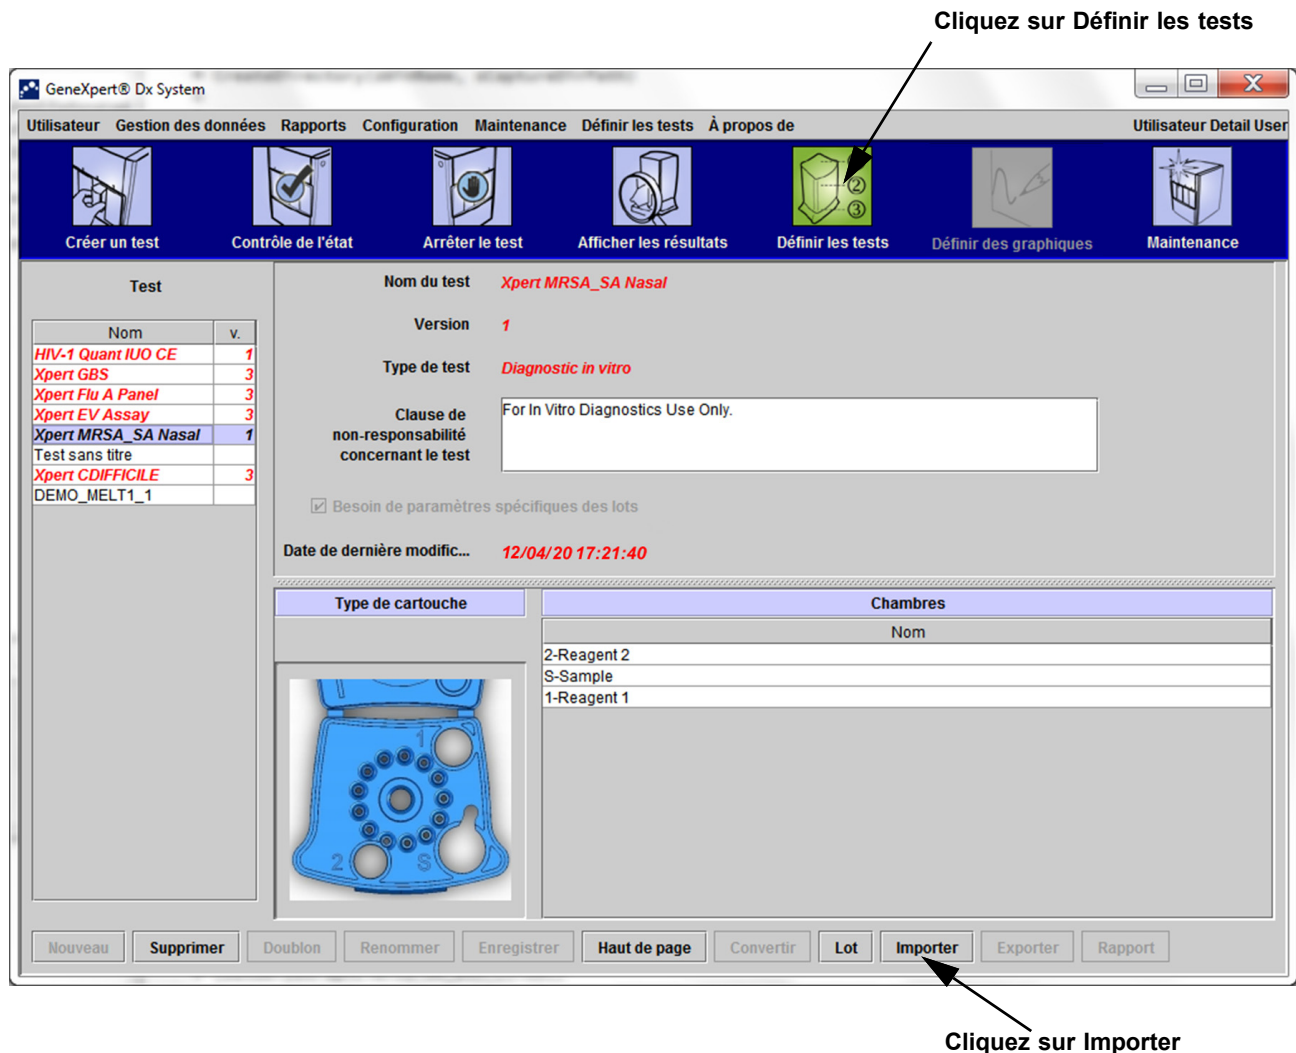 Cliquez sur Définir les tests
GeneXpert® Dx System
Utilisateur Gestion des données Rapports Configuration Maintenance Définir les tests À propos de Utilisateur Detail User
② ③
Créer un test Contrôle de l'état Arrêter le test Afficher les résultats Définir les tests Définir des graphiques Maintenance
Test
Nom v.
HIV-1 Quant IUO CE 1
Xpert GBS 3
Xpert Flu A Panel 3
Xpert EV Assay 3
Xpert MRSA_SA Nasal 1
Test sans titre
Xpert CDIFFICILE 3
DEMO_MELT1_1
Nom du test Xpert MRSA_SA Nasal
Version 1
Type de test Diagnostic in vitro
Clause de
non-responsabilité
concernant le test
For In Vitro Diagnostics Use Only.
Besoin de paramètres spécifiques des lots
Date de dernière modific... 12/04/20 17:21:40
Type de cartouche
1
2 S
Chambres
Nom
2-Reagent 2
S-Sample
1-Reagent 1
Nouveau Supprimer Doublon Renommer Enregistrer Haut de page Convertir Lot Importer Exporter Rapport
Cliquez sur Importer